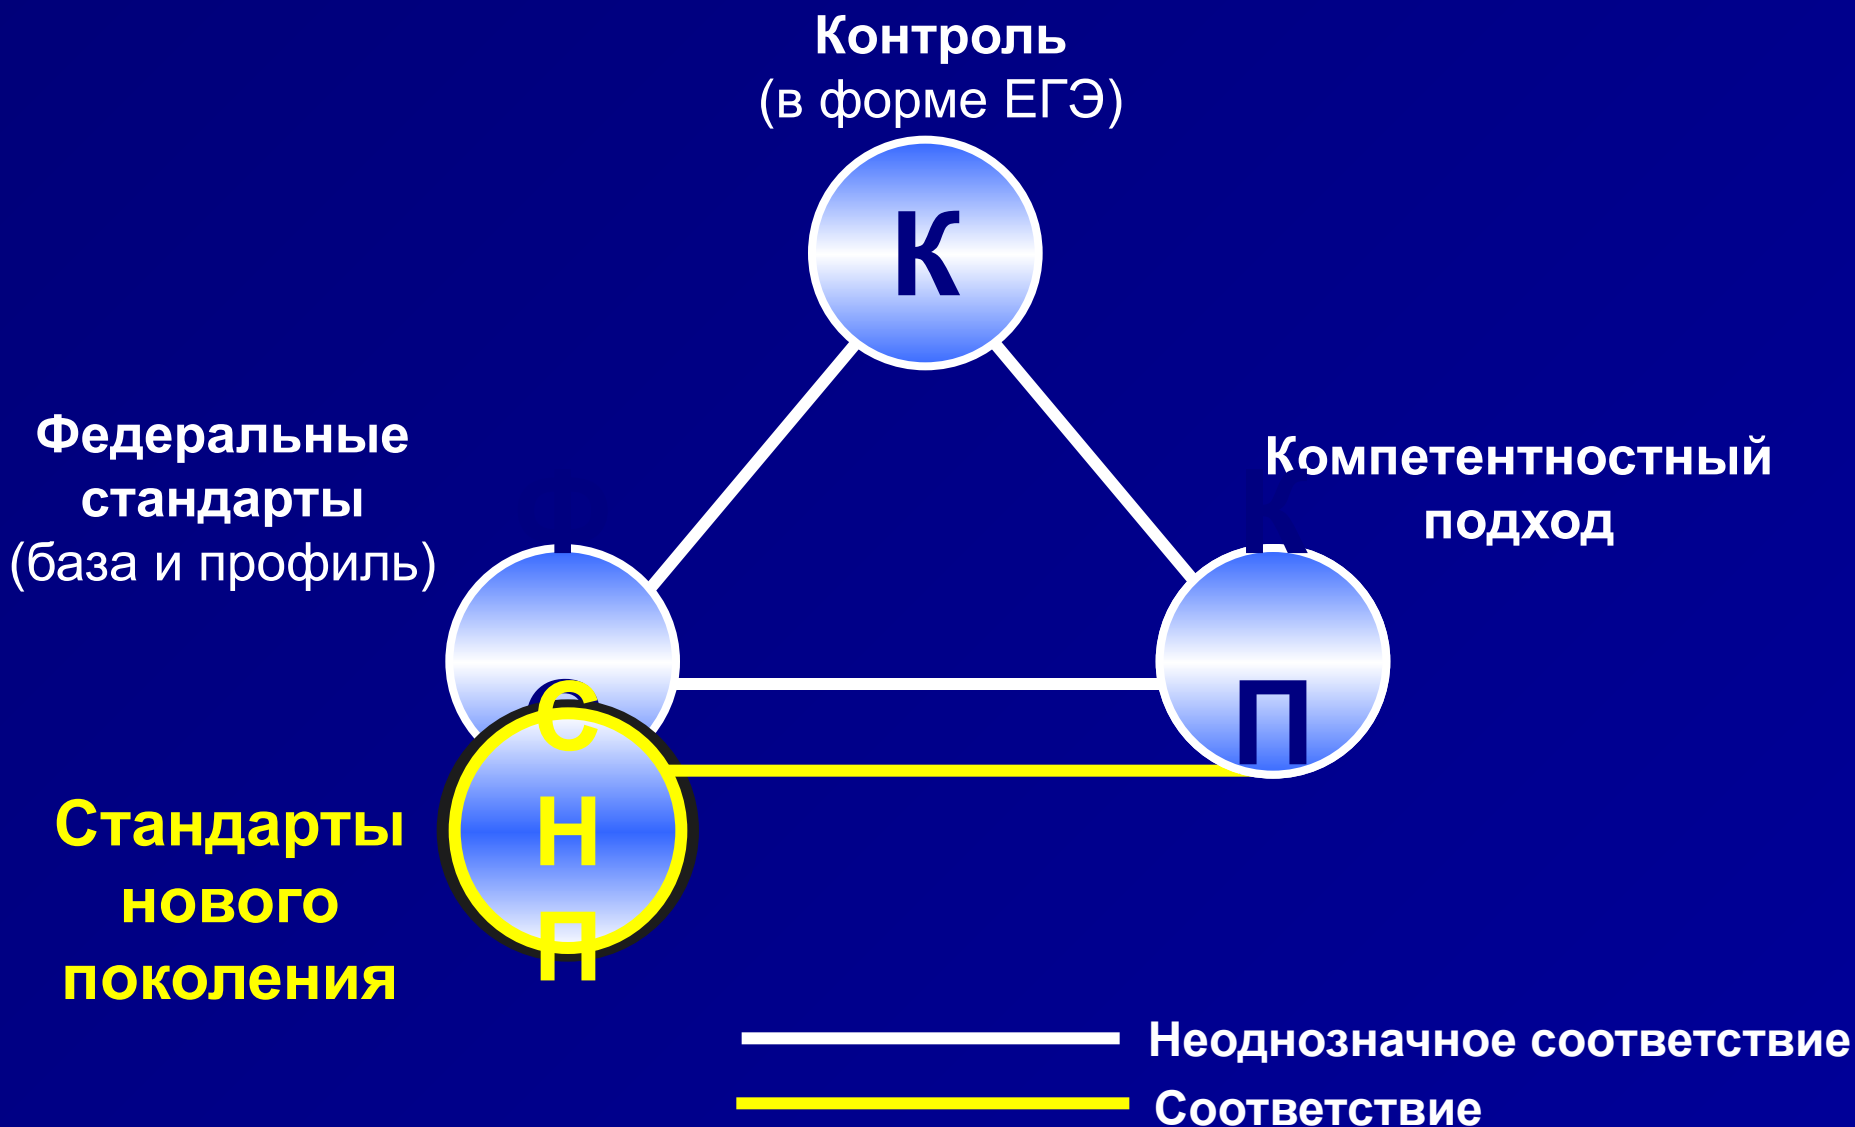 Контроль
(в форме ЕГЭ)
К
Федеральные
стандарты
(база и профиль)
Компетентностный
подход
К
П
С
Н
П
Стандарты
нового
поколения
Неоднозначное соответствие
Соответствие